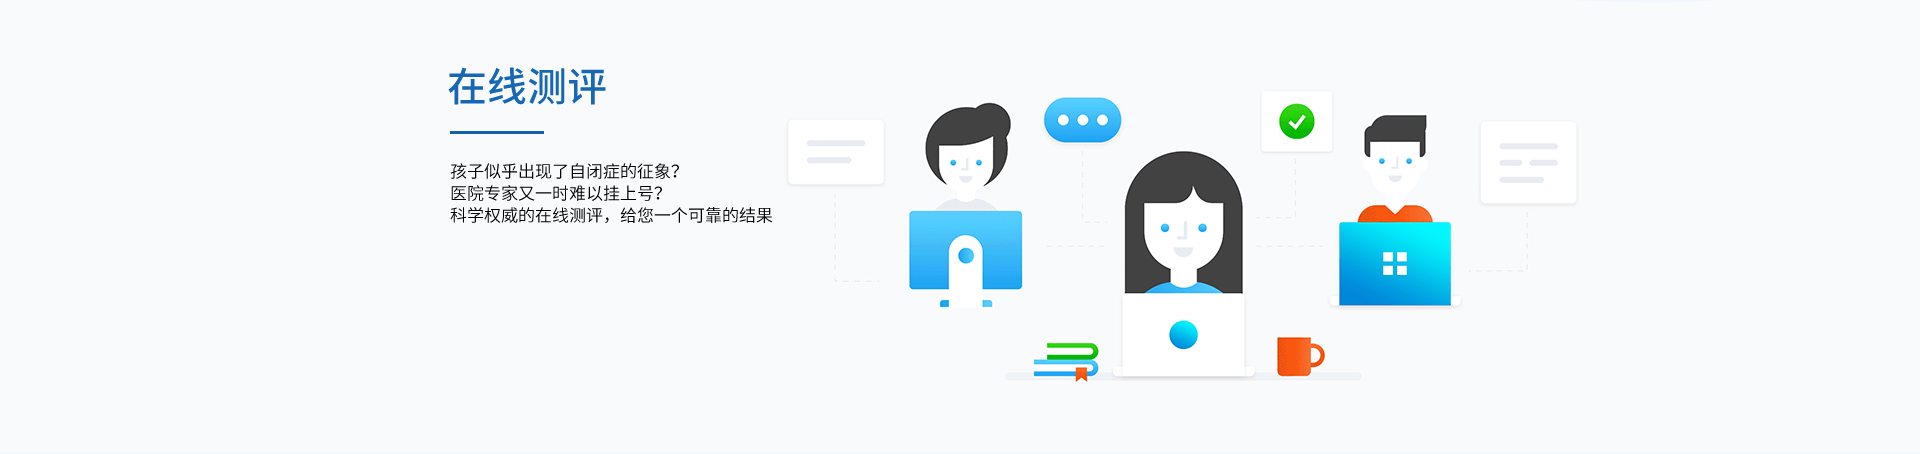 在线测评
孩子似乎出现了自闭症的征象？
医院专家又一时难以挂上号？
科学权威的在线测评，给您一个可靠的结果